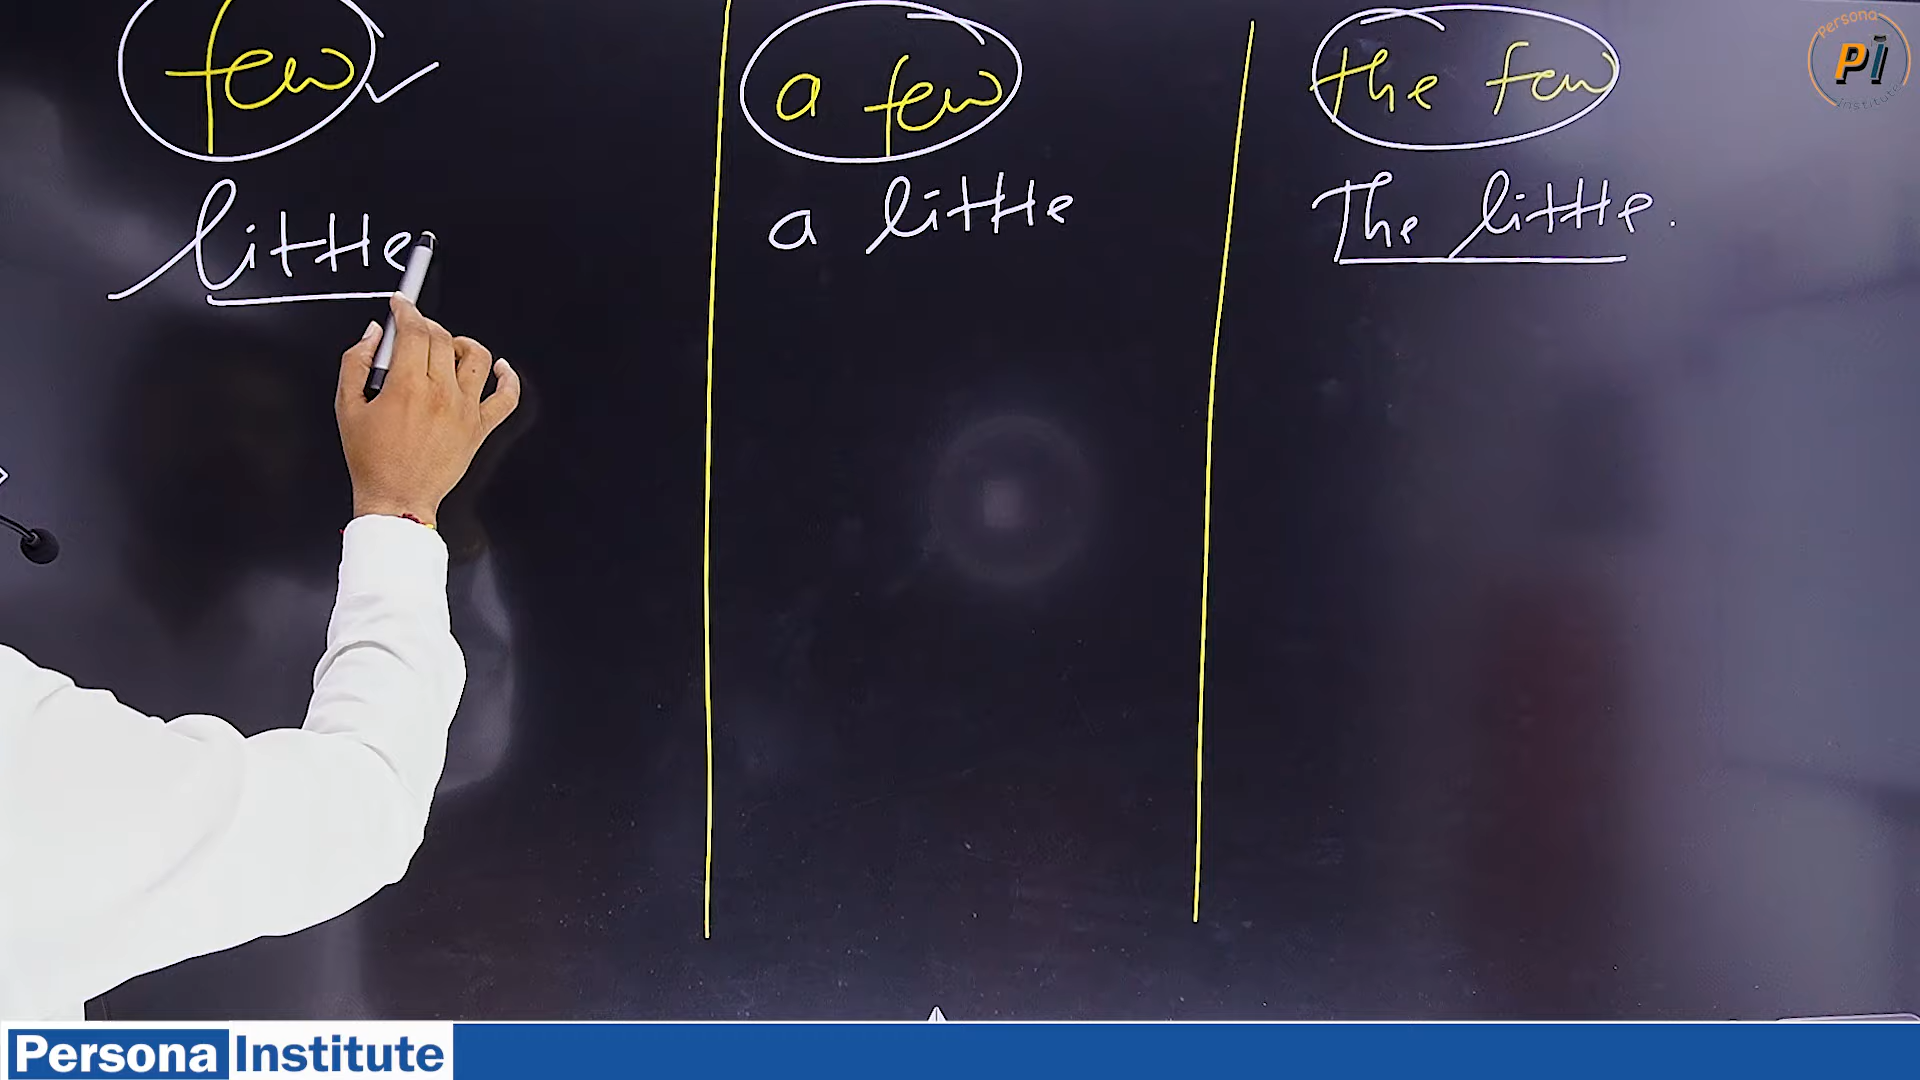 few
a few
the few
little
a little
The little.
Persona
PI
Institute
Persona Institute